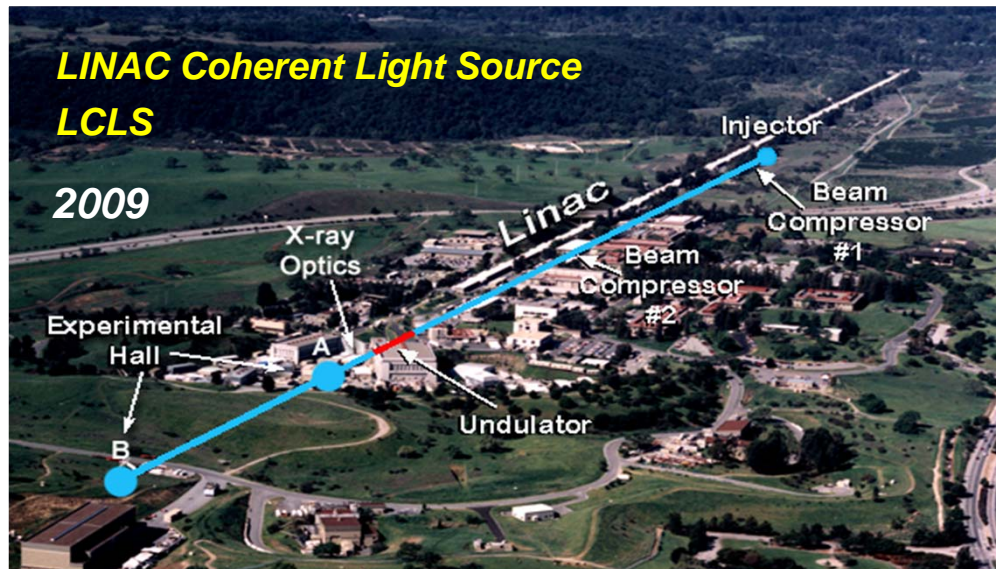 LINAC Coherent Light Source
LCLS
2009
Injector
Linac
Beam
Compressor
#1
X-ray
Optics
Beam
Compressor
#2
Experimental
Hall
A
Undulator
B